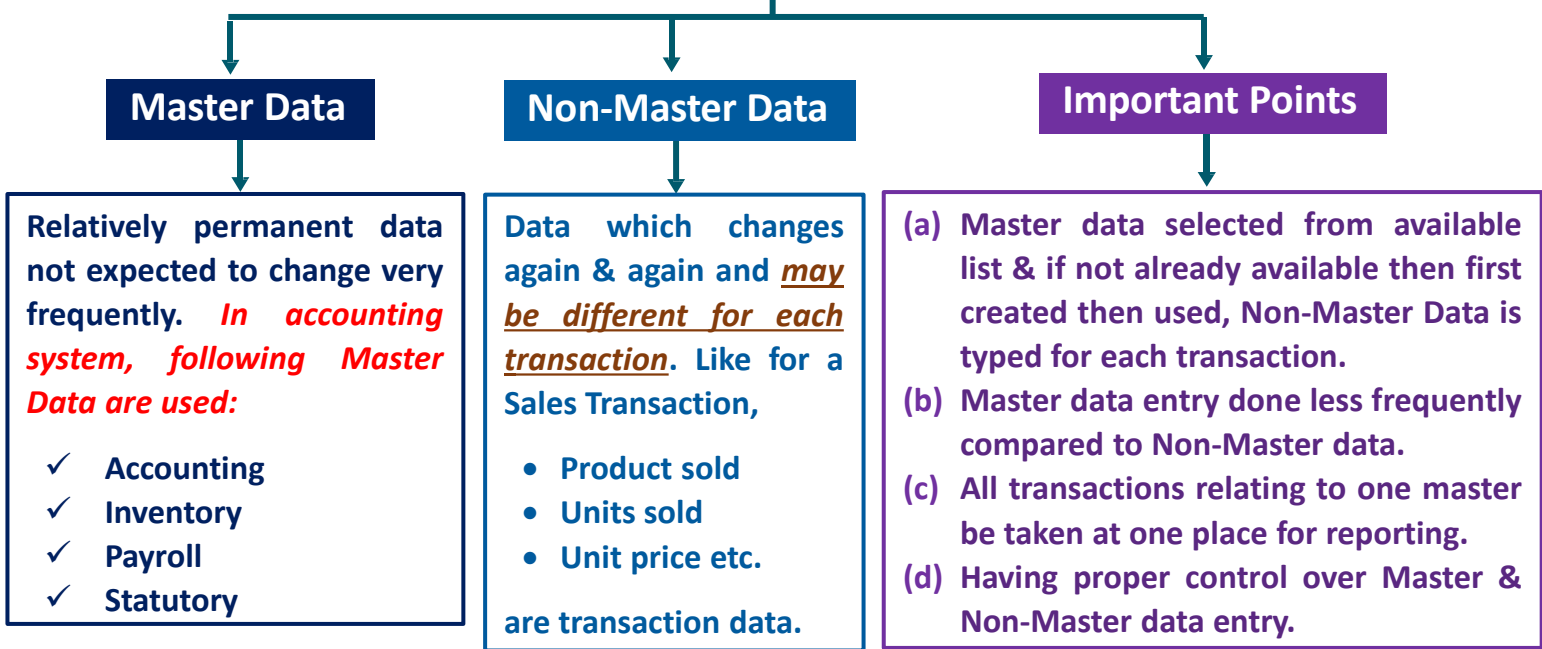 Master Data
Relatively permanent data
not expected to change very
frequently. In accounting
system, following Master
Data are used:
✓ Accounting
✓ Inventory
✓ Payroll
✓ Statutory
Non-Master Data
Data which changes
again & again and may
be different for each
transaction. Like for a
Sales Transaction,
• Product sold
• Units sold
• Unit price etc.
are transaction data.
Important Points
(a) Master data selected from available
list & if not already available then first
created then used, Non-Master Data is
typed for each transaction.
(b) Master data entry done less frequently
compared to Non-Master data.
(c) All transactions relating to one master
be taken at one place for reporting.
(d) Having proper control over Master &
Non-Master data entry.